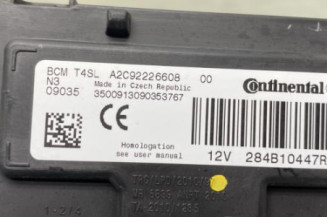 BCM T4SL A2C92226608 00
N3 Made in Czech Republic
09035 3500913090353767
Continental
CE
Homologation
see user manual
12V 284B10447R